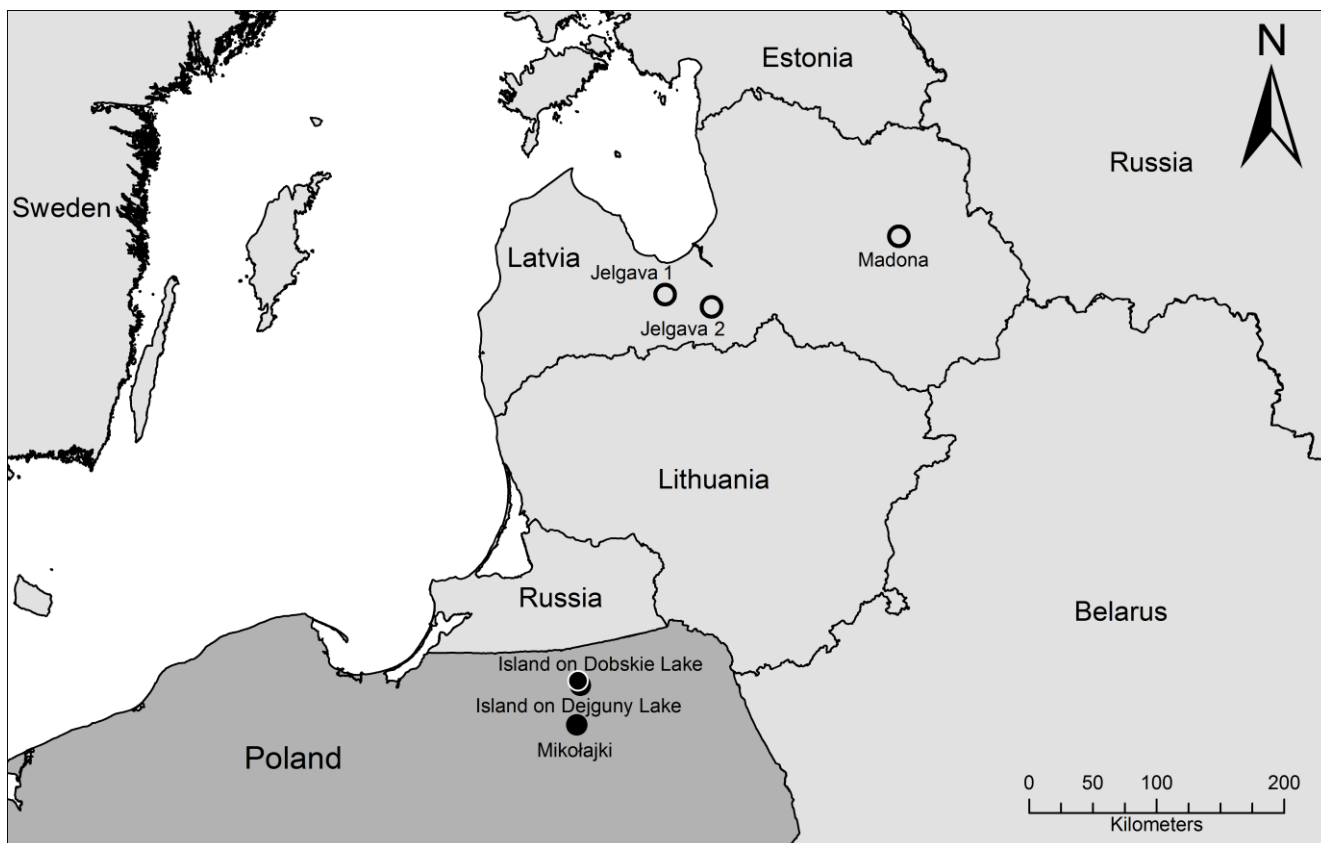 Estonia
N
Russia
Sweden
Latvia
Madona
Jelgava 1
Jelgava 2
Lithuania
Russia
Belarus
Island on Dobskie Lake
Island on Dejguny Lake
Poland
Mikołajki
0 50 100 200
Kilometers